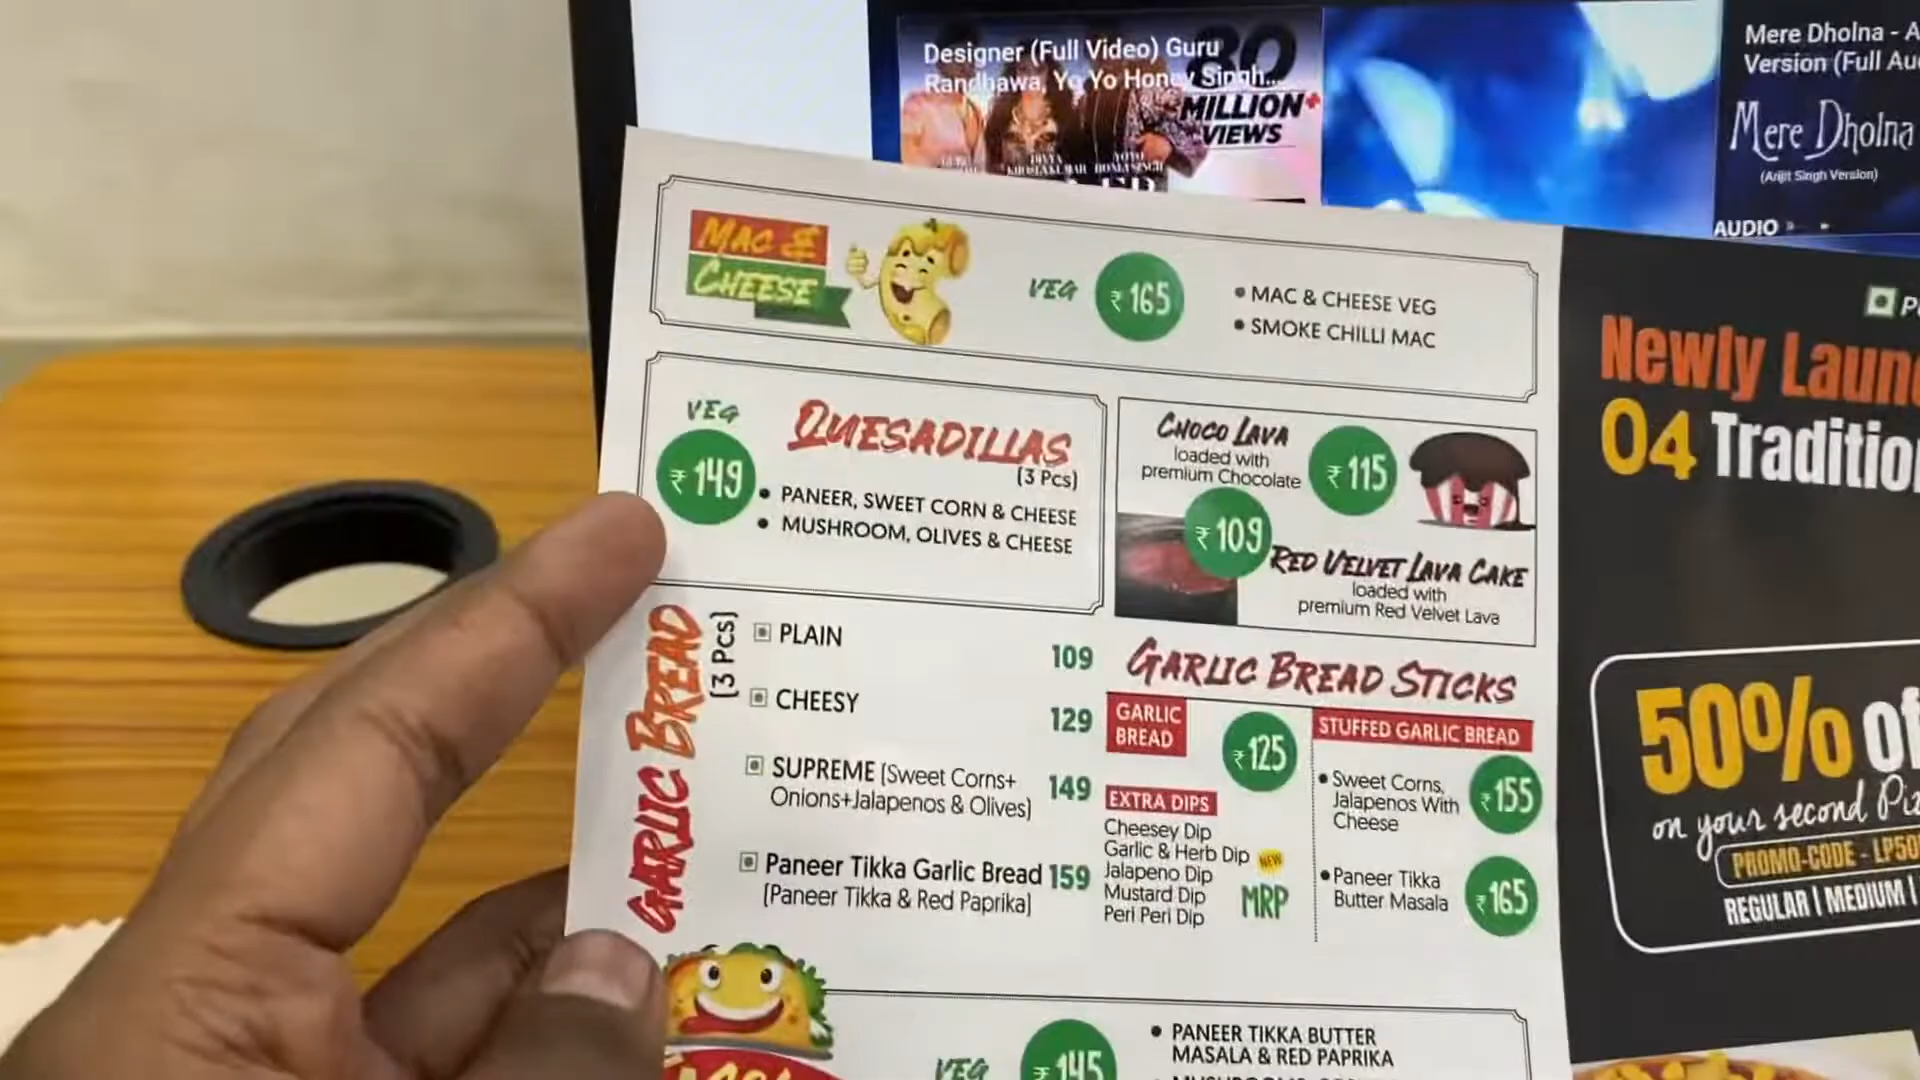 Designer (Full Video) Guru
Randhawa, Yo Yo Honey Singh...
80
MILLION+
VIEWS
Mere Dholna - A
Version (Full Au
Mere Dholna
(Arijit Singh Version)
AUDIO
MAC &
CHEESE
VEG
₹165
• MAC & CHEESE VEG
• SMOKE CHILLI MAC
VEG
₹149
QUESADILLAS
(3 Pcs)
• PANEER, SWEET CORN & CHEESE
• MUSHROOM, OLIVES & CHEESE
CHOCO LAVA
loaded with
premium Chocolate
₹115
₹109
RED VELVET LAVA CAKE
loaded with
premium Red Velvet Lava
GARLIC BREAD
(3 Pcs)
PLAIN 109
CHEESY 129
SUPREME (Sweet Corns+
Onions+Jalapenos & Olives) 149
Paneer Tikka Garlic Bread 159
(Paneer Tikka & Red Paprika)
GARLIC BREAD STICKS
GARLIC
BREAD
₹125
EXTRA DIPS
Cheesey Dip
Garlic & Herb Dip NEW
Jalapeno Dip
Mustard Dip
Peri Peri Dip
MRP
STUFFED GARLIC BREAD
• Sweet Corns,
Jalapenos With
Cheese
₹155
• Paneer Tikka
Butter Masala
₹165
VEG
₹145
• PANEER TIKKA BUTTER
MASALA & RED PAPRIKA
Newly Laun
04 Traditio
50% of
on your second Piz
PROMO-CODE - LP50
REGULAR | MEDIUM |